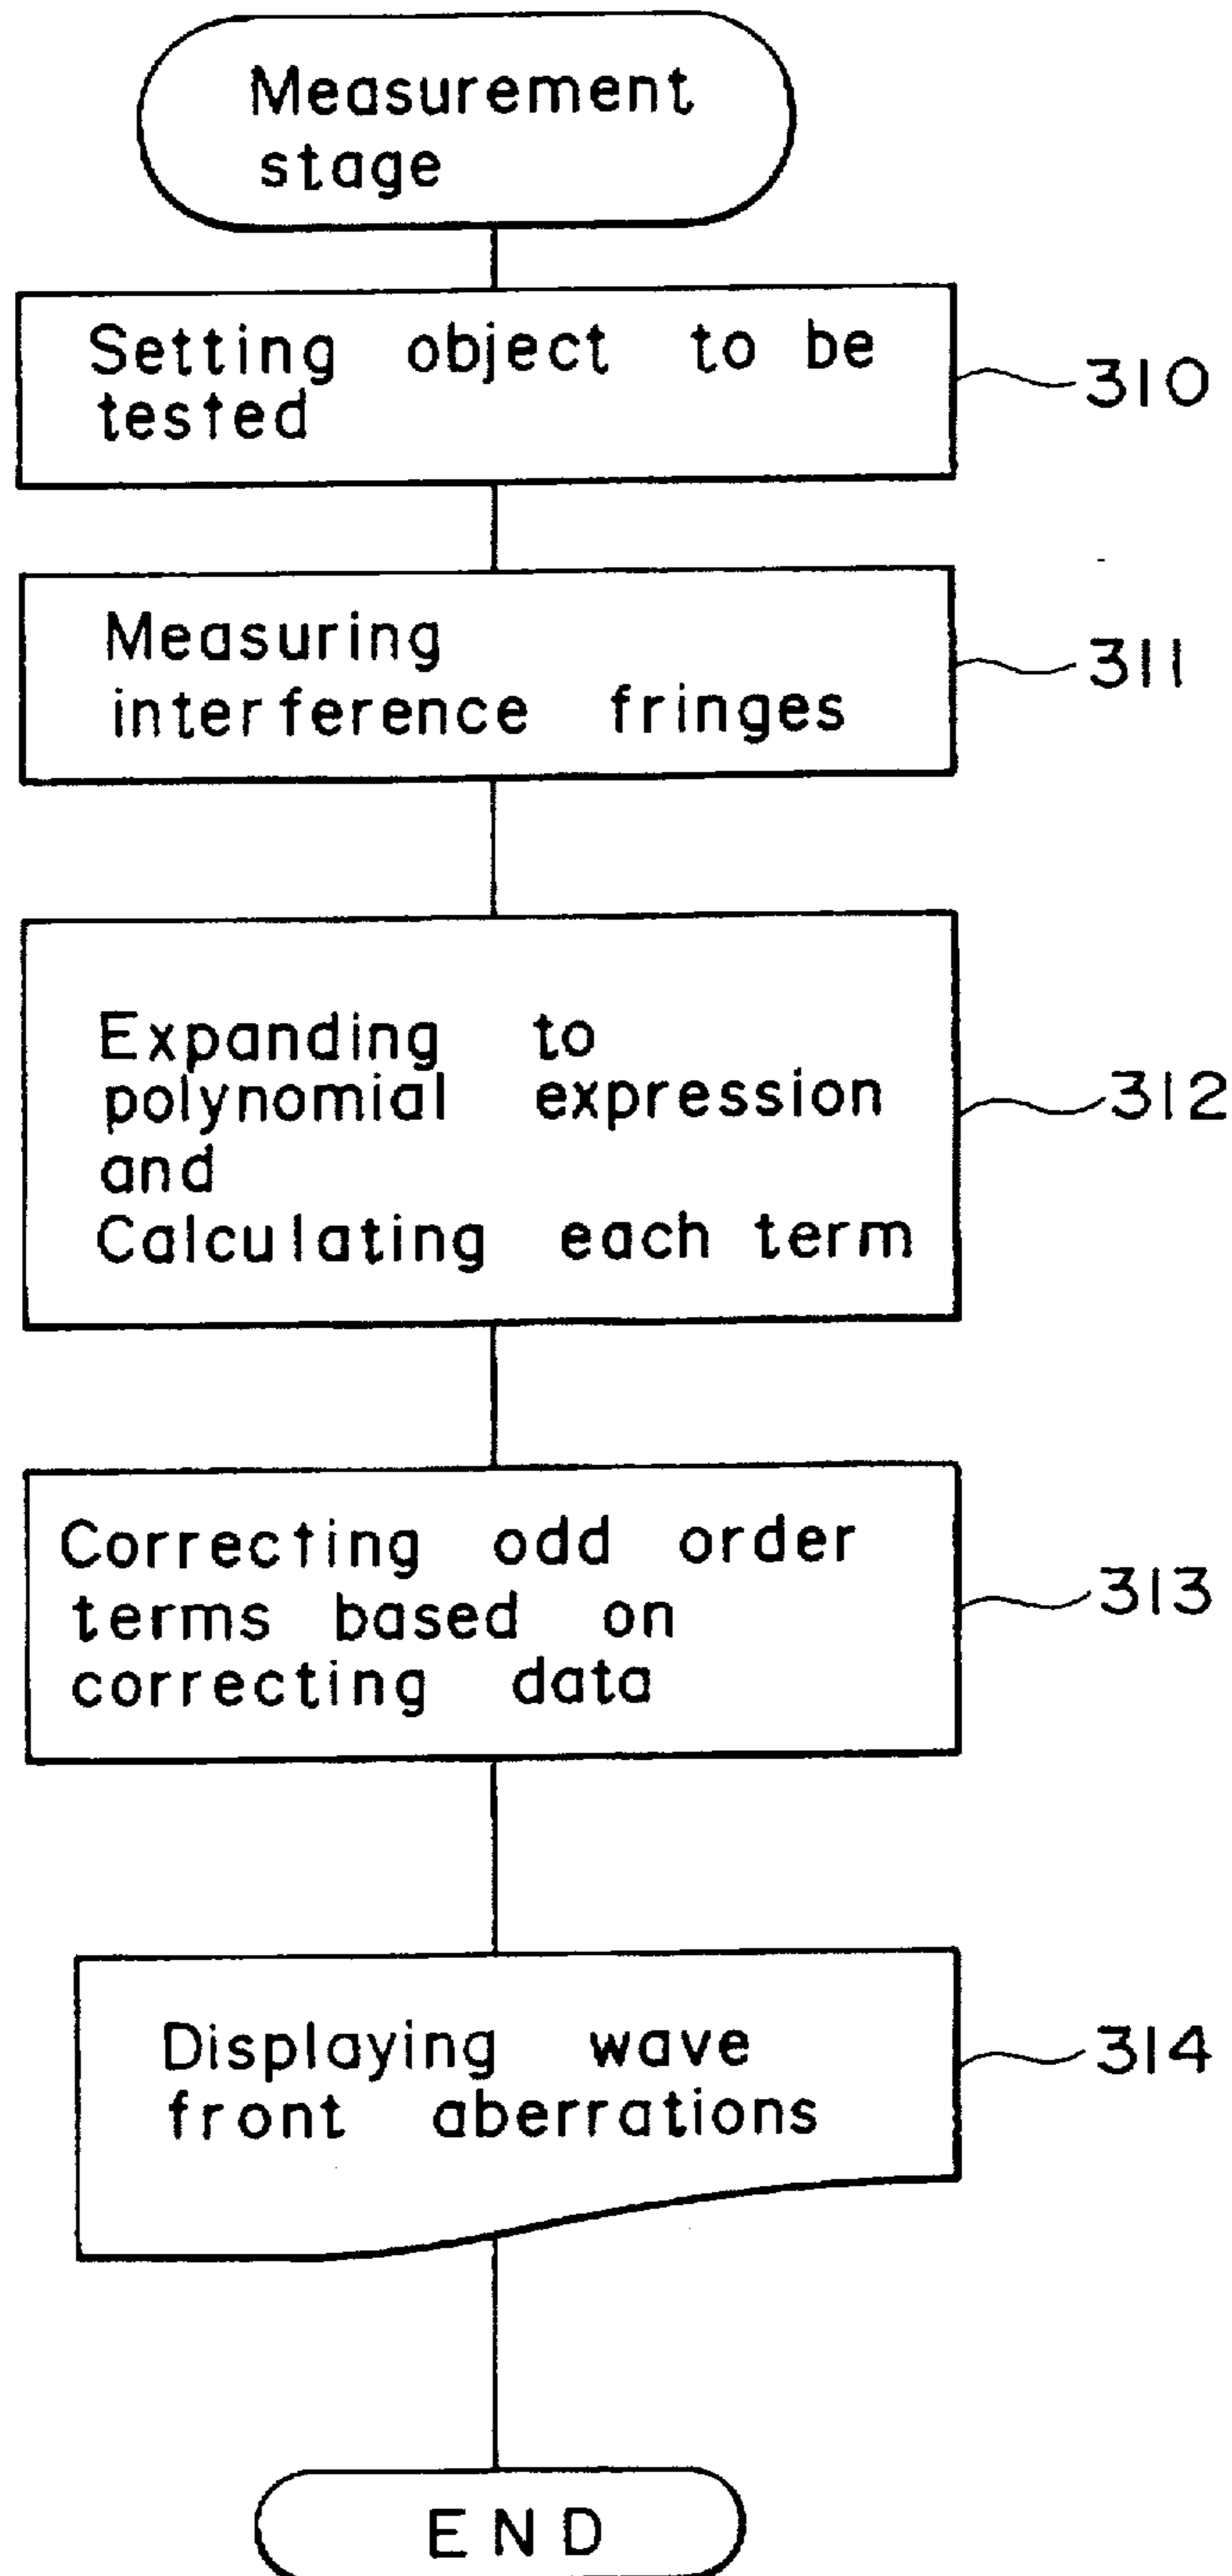 Measurement
stage
Setting object to be
tested
310
Measuring
interference fringes
311
Expanding to
polynomial expression
and
Calculating each term
312
Correcting odd order
terms based on
correcting data
313
Displaying wave
front aberrations
314
END